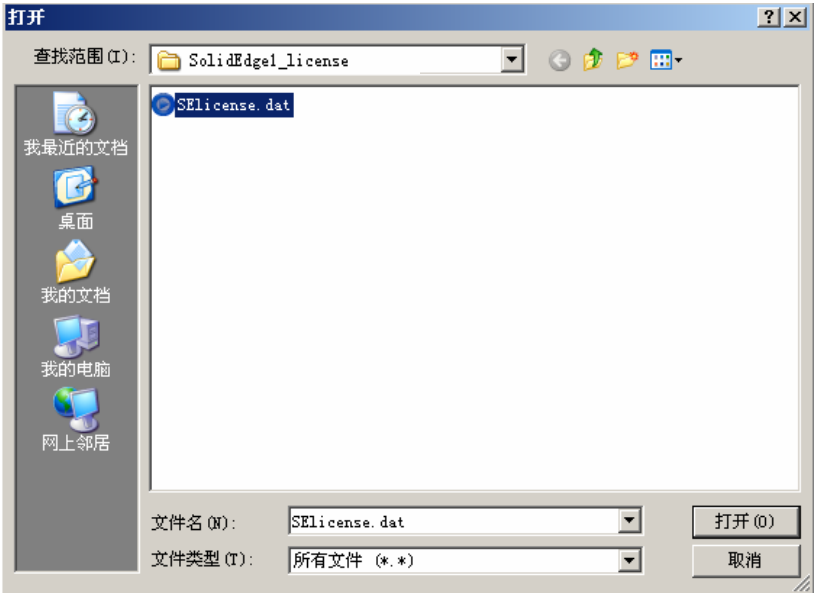 打开
查找范围(I):
SolidEdge1_license
SElicense.dat
我最近的文档
桌面
我的文档
我的电脑
网上邻居
文件名(N):
SElicense.dat
打开(O)
文件类型(T):
所有文件 (*.*)
取消